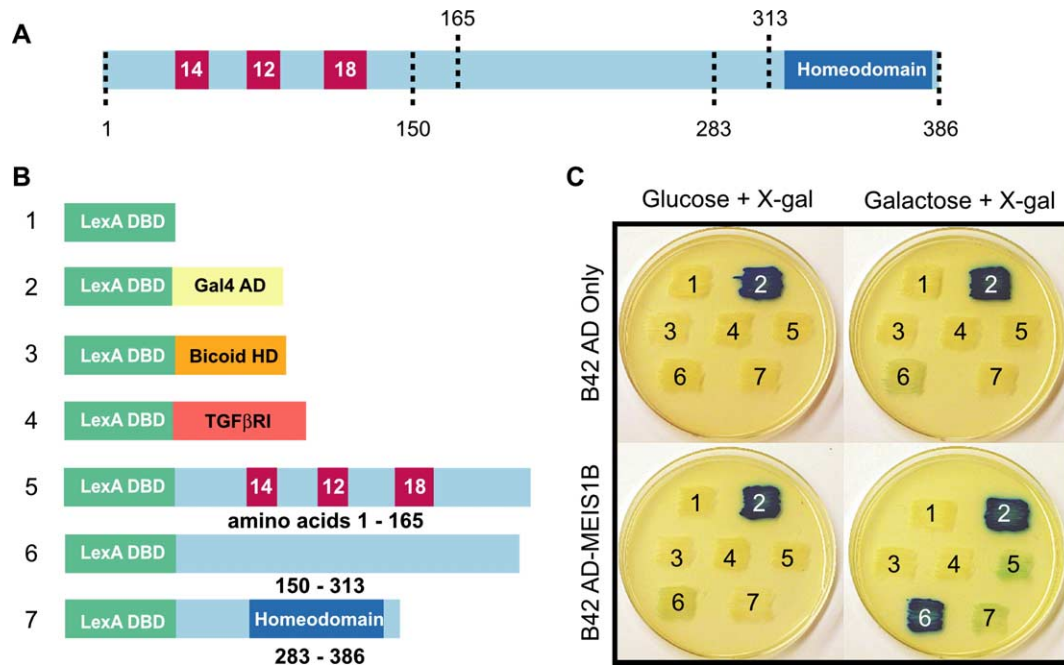 A
165
313
14 12 18
Homeodomain
1
150
283
386
B
1 LexA DBD
2 LexA DBD Gal4 AD
3 LexA DBD Bicoid HD
4 LexA DBD TGFβRI
5 LexA DBD 14 12 18
amino acids 1 - 165
6 LexA DBD
150 - 313
7 LexA DBD Homeodomain
283 - 386
C
Glucose + X-gal
Galactose + X-gal
B42 AD Only
1 2
3 4 5
6 7
1 2
3 4 5
6 7
B42 AD-MEIS1B
1 2
3 4 5
6 7
1 2
3 4 5
6 7